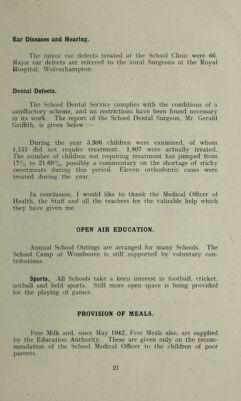 Ear Diseases and Hearing.
The minor ear defects treated at the School Clinic were 66.
Major ear defects are referred to the aural Surgeons at the Royal
Hospital, Wolverhampton.
Dental Defects.
The School Dental Service complies with the conditions of a
satisfactory scheme, and no restrictions have been found necessary
in its work. The report of the School Dental Surgeon, Mr. Gerald
Griffith, is given below :—
During the year 5,306 children were examined, of whom
1,151 did not require treatment. 1,807 were actually treated.
The number of children not requiring treatment has jumped from
17% to 21.69%, possibly a commentary on the shortage of sticky
sweetmeats during this period. Eleven orthodontic cases were
treated during the year.
In conclusion, I would like to thank the Medical Officer of
Health, the Staff and all the teachers for the valuable help which
they have given me.
OPEN AIR EDUCATION.
Annual School Outings are arranged for many Schools. The
School Camp at Wombourn is still supported by voluntary con-
tributions.
Sports. All Schools take a keen interest in football, cricket,
netball and field sports. Still more open space is being provided
for the playing of games.
PROVISION OF MEALS.
Free Milk and, since May 1942, Free Meals also, are supplied
by the Education Authority. These are given only on the recom-
mendation of the School Medical Officer to the children of poor
parents.
21